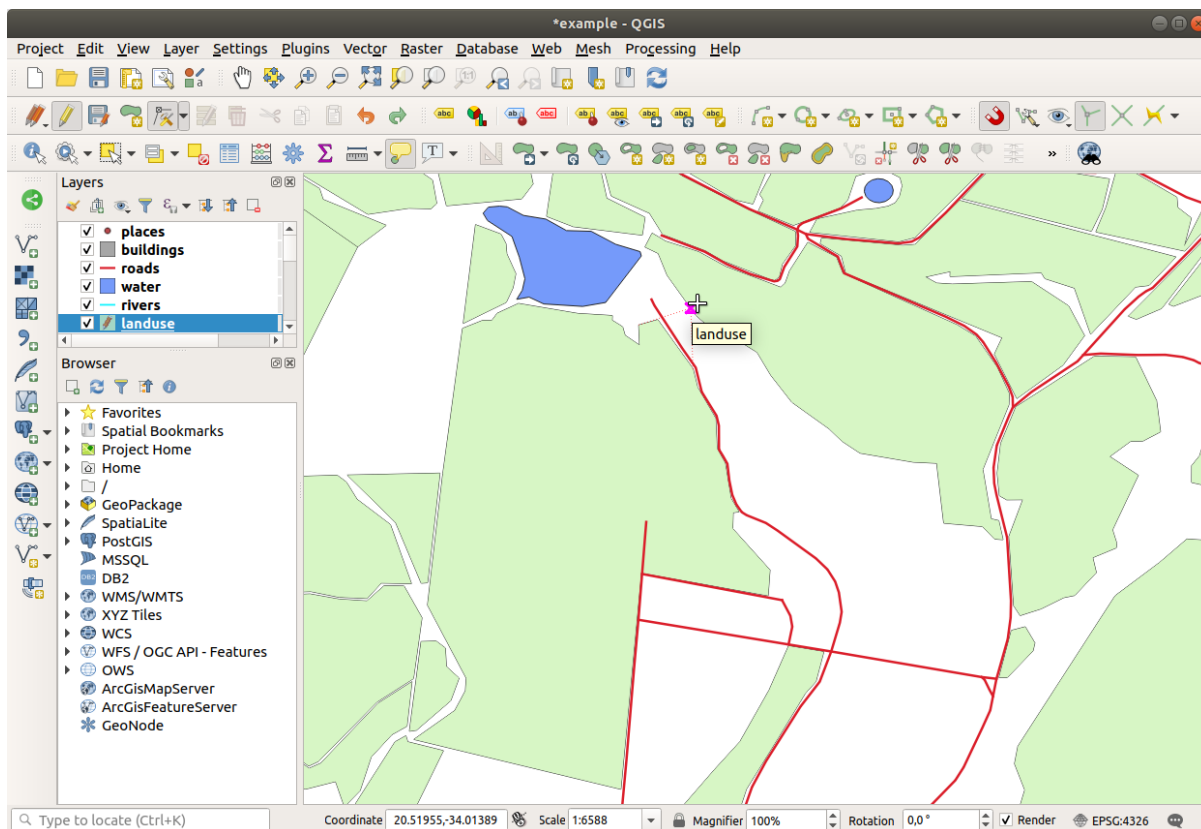 *example - QGIS
Project Edit View Layer Settings Plugins Vector Raster Database Web Mesh Processing Help
Layers
places
buildings
roads
water
rivers
landuse
Browser
Favorites
Spatial Bookmarks
Project Home
Home
/
GeoPackage
SpatiaLite
PostGIS
MSSQL
DB2
WMS/WMTS
XYZ Tiles
WCS
WFS / OGC API - Features
OWS
ArcGisMapServer
ArcGisFeatureServer
GeoNode
landuse
Type to locate (Ctrl+K) Coordinate 20.51955,-34.01389 Scale 1:6588 Magnifier 100% Rotation 0,0 ° Render EPSG:4326